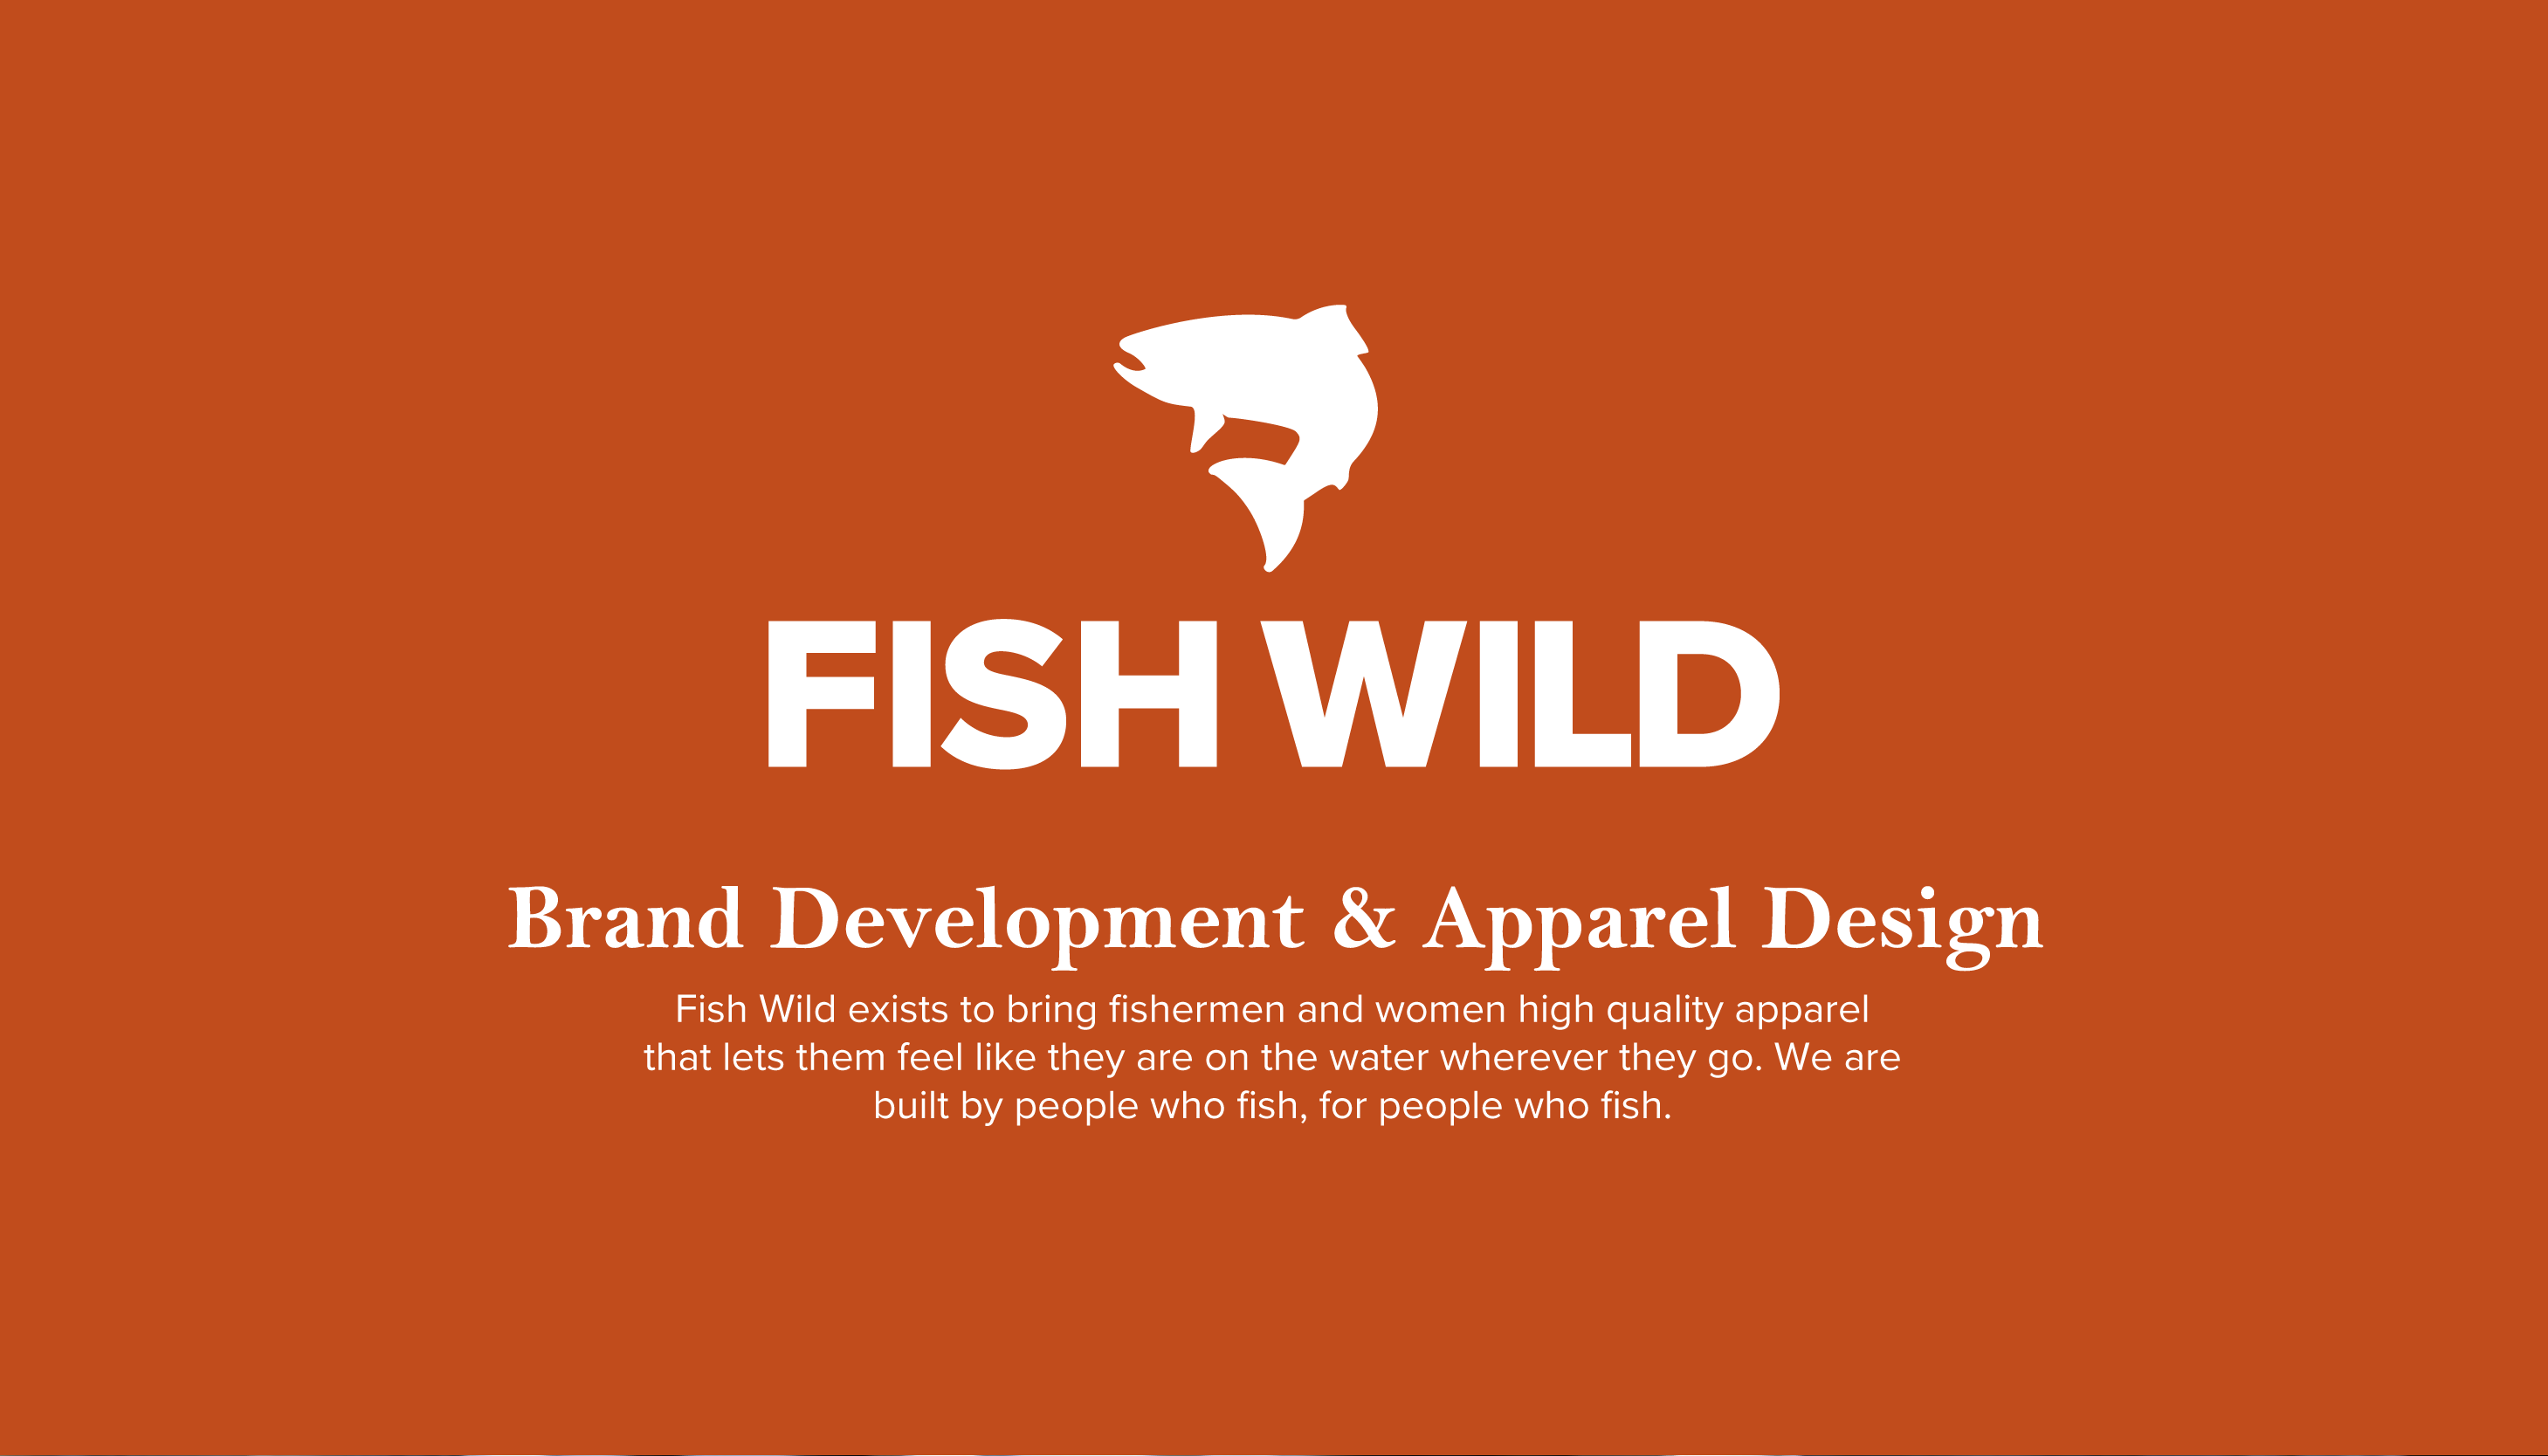 FISH WILD
Brand Development & Apparel Design
Fish Wild exists to bring fishermen and women high quality apparel
that lets them feel like they are on the water wherever they go. We are
built by people who fish, for people who fish.